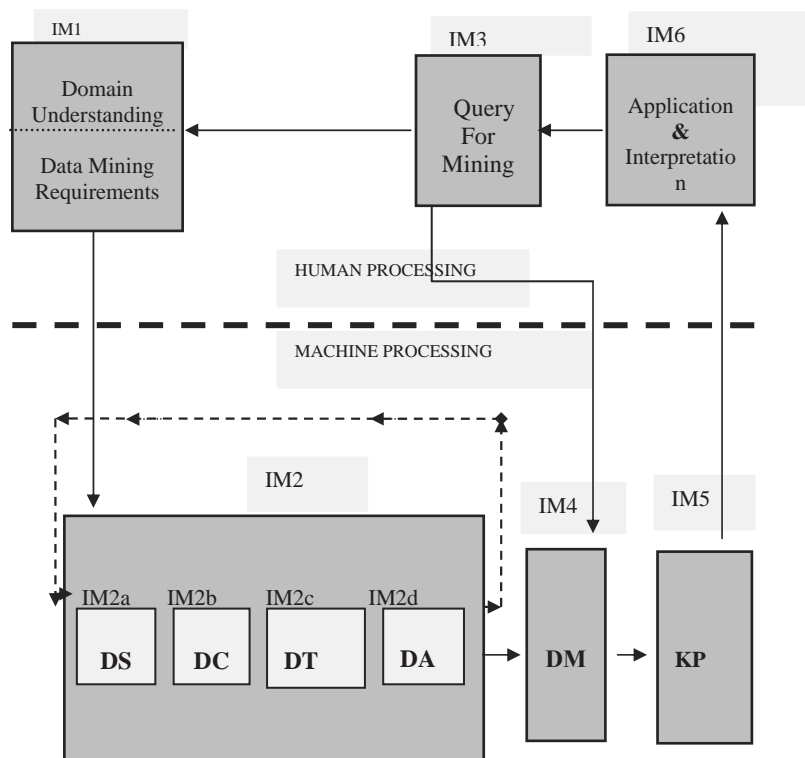 IM1
Domain
Understanding
Data Mining
Requirements
IM3
Query
For
Mining
IM6
Application
&
Interpretatio
n
HUMAN PROCESSING
MACHINE PROCESSING
IM2
IM2a
DS
IM2b
DC
IM2c
DT
IM2d
DA
IM4
DM
IM5
KP